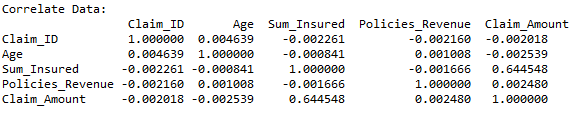 Correlate Data:
Claim_ID Age Sum_Insured Policies_Revenue Claim_Amount
Claim_ID 1.000000 0.004639 -0.002261 -0.002160 -0.002018
Age 0.004639 1.000000 -0.000841 0.001008 -0.002539
Sum_Insured -0.002261 -0.000841 1.000000 -0.001666 0.644548
Policies_Revenue -0.002160 0.001008 -0.001666 1.000000 0.002480
Claim_Amount -0.002018 -0.002539 0.644548 0.002480 1.000000